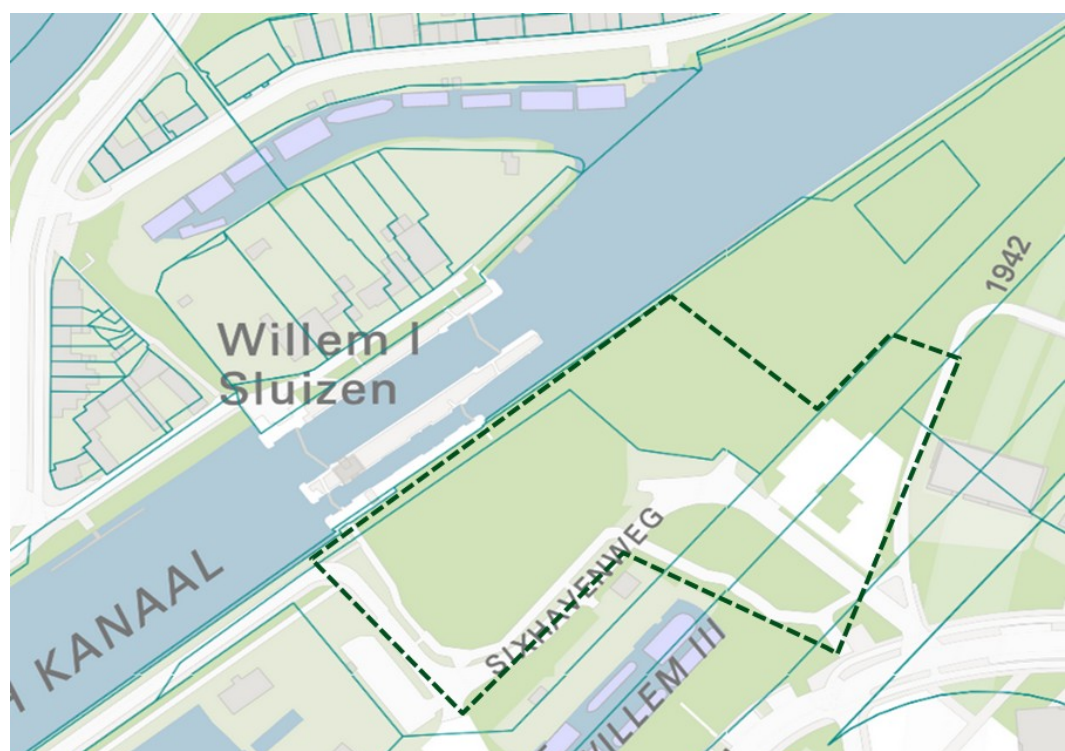 Willem I
Sluizen
1942
H KANAAL
SIXHAVENWEG
WILLEM III